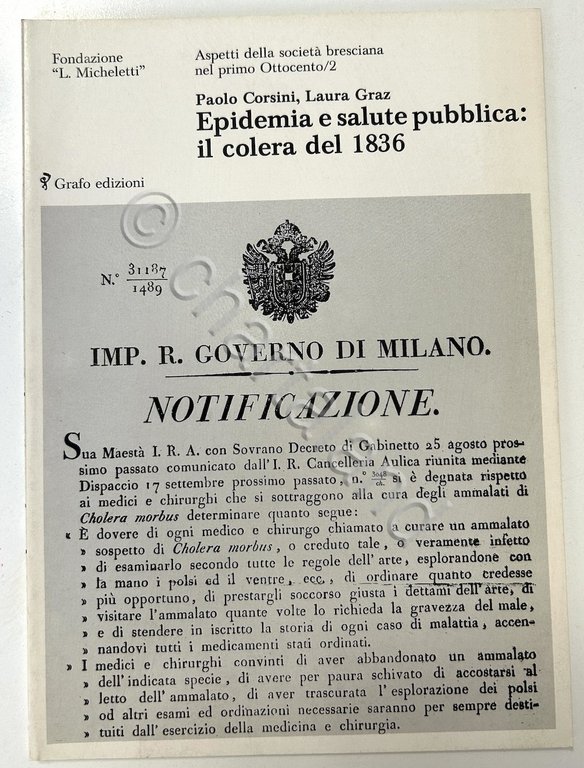 Fondazione
"L. Micheletti"
Aspetti della società bresciana
nel primo Ottocento/2
Paolo Corsini, Laura Graz
Epidemia e salute pubblica:
il colera del 1836
Grafo edizioni
N.° 31187/1489
IMP. R. GOVERNO DI MILANO.
NOTIFICAZIONE.
Sua Maestà I. R. A. con Sovrano Decreto di Gabinetto 25 agosto pros-
simo passato comunicato dall'I. R. Cancelleria Aulica riunita mediante
Dispaccio 17 settembre prossimo passato, n.° si è degnata rispetto
ai medici e chirurghi che si sottraggono alla cura degli ammalati di
Cholera morbus determinare quanto segue:
« È dovere di ogni medico e chirurgo chiamato a curare un ammalato
» sospetto di Cholera morbus, o creduto tale, o veramente infetto
» di esaminarlo secondo tutte le regole dell'arte, esplorandone con
» la mano i polsi ed il ventre, ecc, di ordinare quanto credesse
» più opportuno, di prestargli soccorso giusta i dettami dell'arte, di
» visitare l'ammalato quante volte lo richieda la gravezza del male,
» e di stendere in iscritto la storia di ogni caso di malattia, accen-
» nandovi tutti i medicamenti stati ordinati.
» I medici e chirurghi convinti di aver abbandonato un ammalato
» dell'indicata specie, di avere per paura schivato di accostarsi al
» letto dell'ammalato, di aver trascurata l'esplorazione dei polsi
» od altri esami ed ordinazioni necessarie saranno per sempre desti-
» tuiti dall'esercizio della medicina e chirurgia.